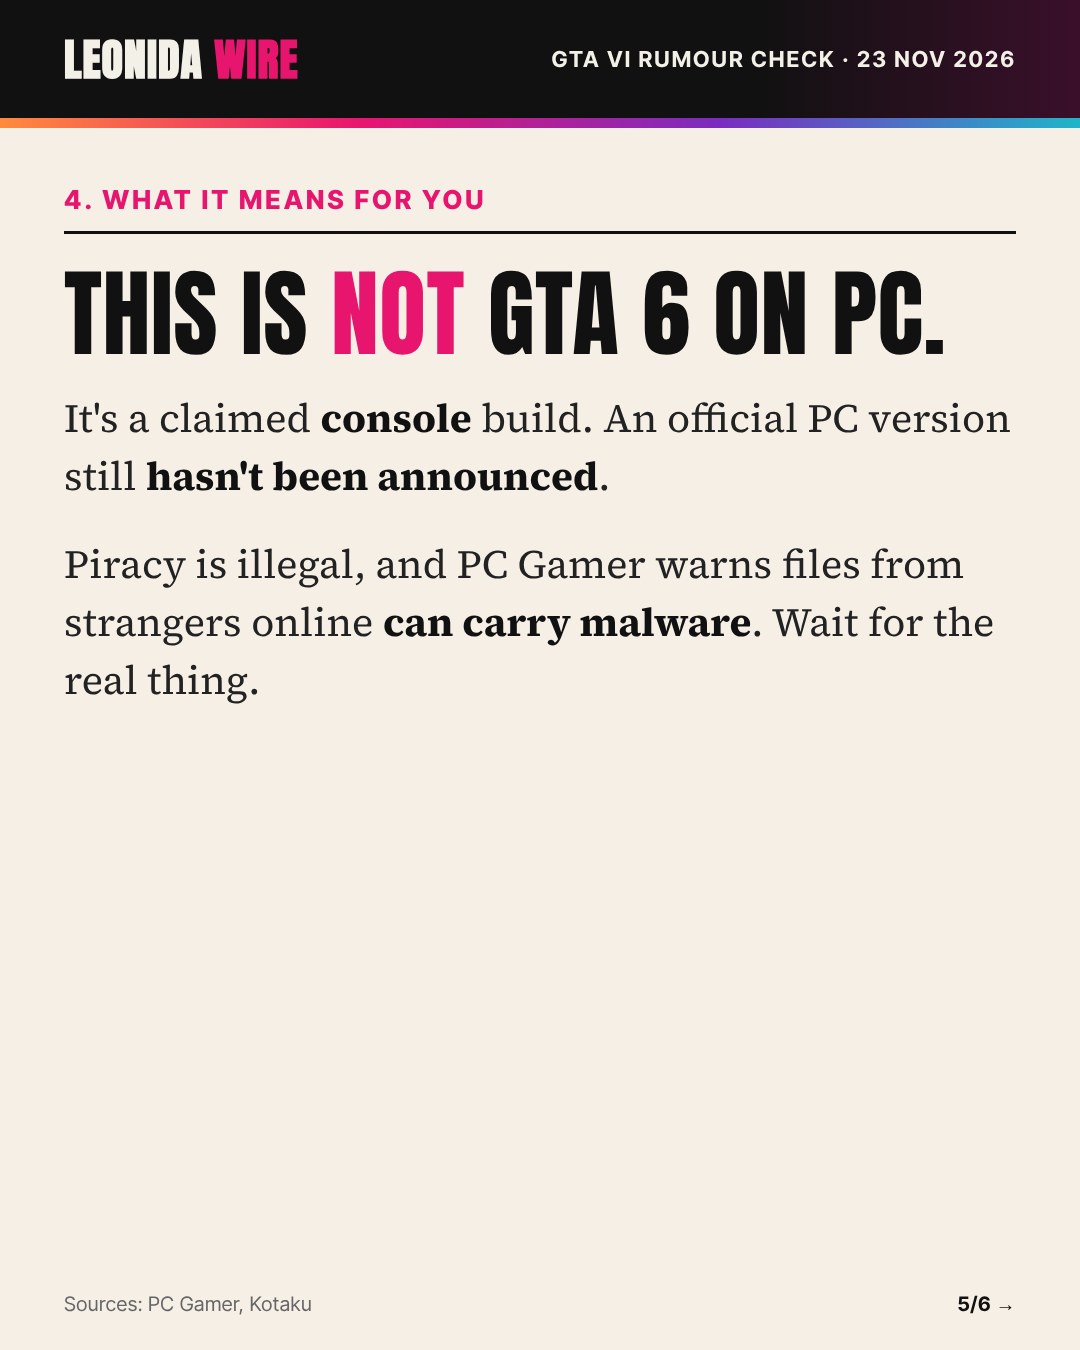 LEONIDA WIRE
GTA VI RUMOUR CHECK · 23 NOV 2026
4. WHAT IT MEANS FOR YOU
THIS IS NOT GTA 6 ON PC.
It's a claimed console build. An official PC version
still hasn't been announced.
Piracy is illegal, and PC Gamer warns files from
strangers online can carry malware. Wait for the
real thing.
Sources: PC Gamer, Kotaku
5/6 →